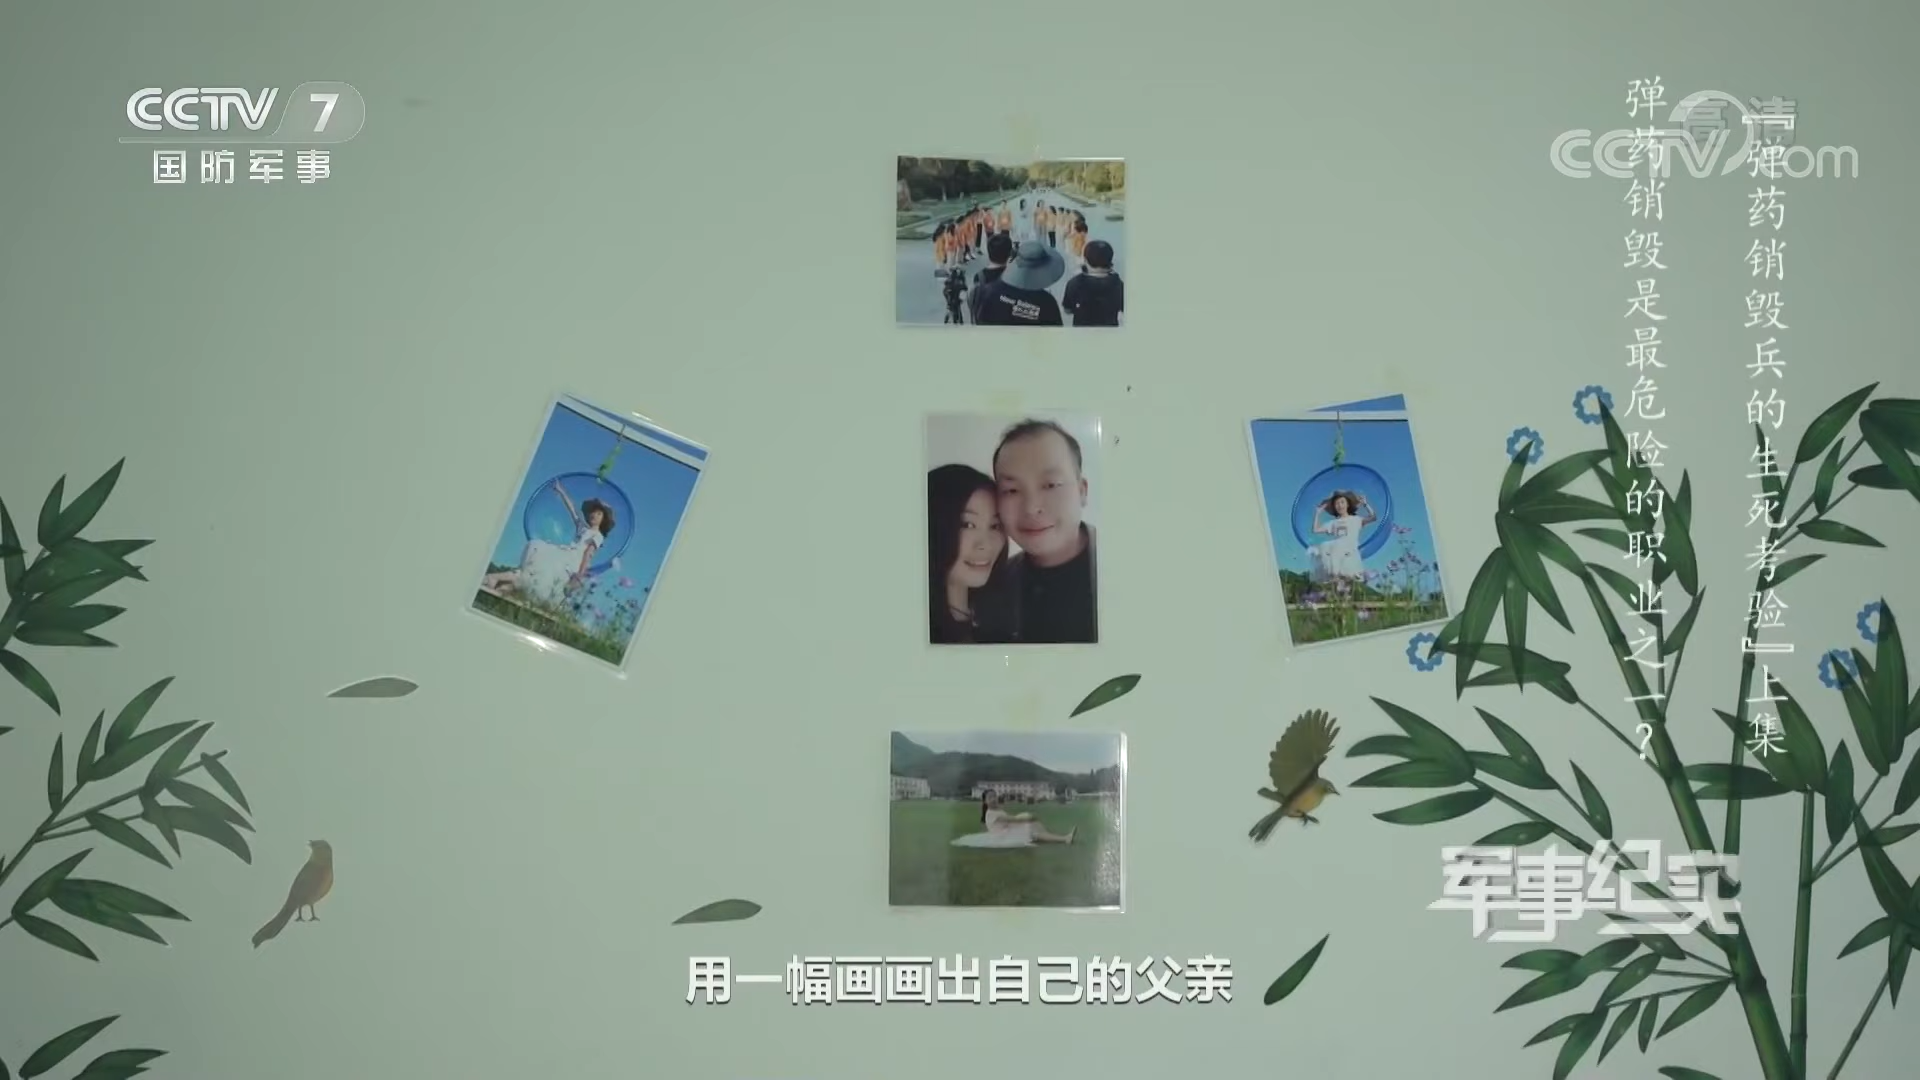 CCTV 7
国防军事
高清
CCTV.com
『弹药销毁兵的生死考验』上集
弹药销毁是最危险的职业之一？
New Balance
军事纪实
用一幅画画出自己的父亲